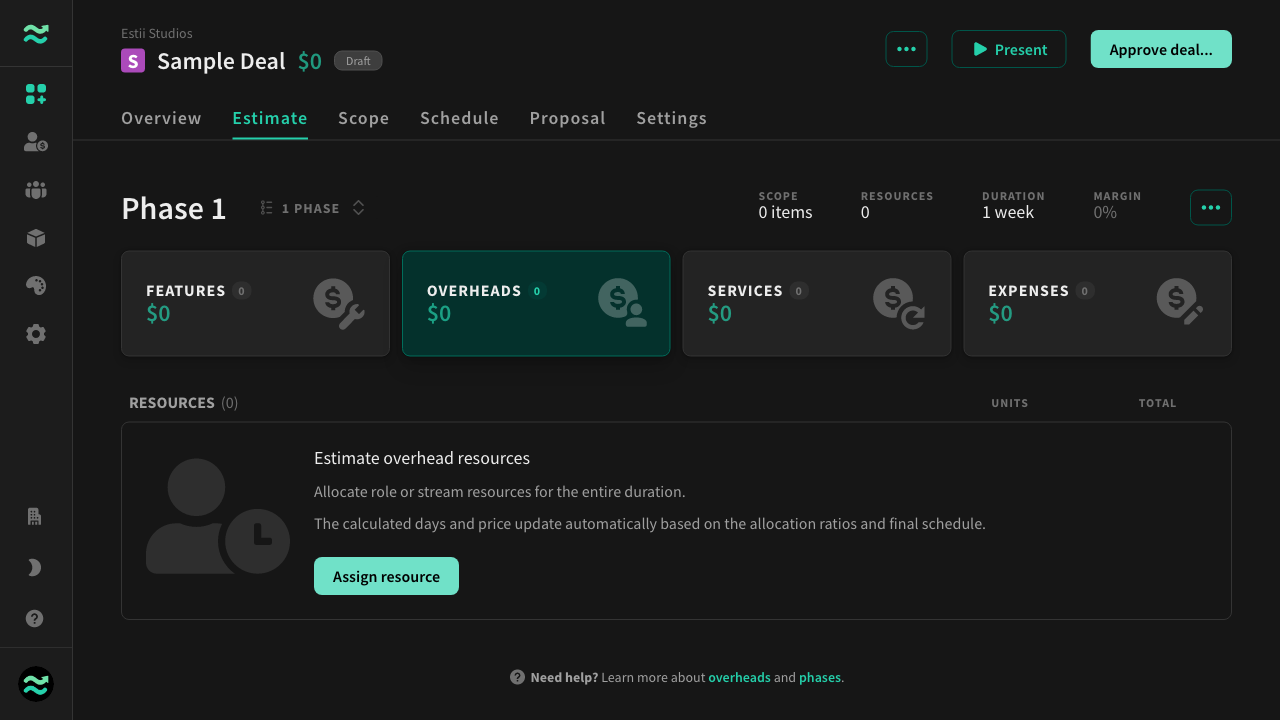 Estii Studios
S Sample Deal $0 Draft
••• Present Approve deal...
Overview Estimate Scope Schedule Proposal Settings
Phase 1 1 PHASE
SCOPE RESOURCES DURATION MARGIN
0 items 0 1 week 0%
FEATURES 0
$0
OVERHEADS 0
$0
SERVICES 0
$0
EXPENSES 0
$0
RESOURCES (0) UNITS TOTAL
Estimate overhead resources
Allocate role or stream resources for the entire duration.
The calculated days and price update automatically based on the allocation ratios and final schedule.
Assign resource
Need help? Learn more about overheads and phases.